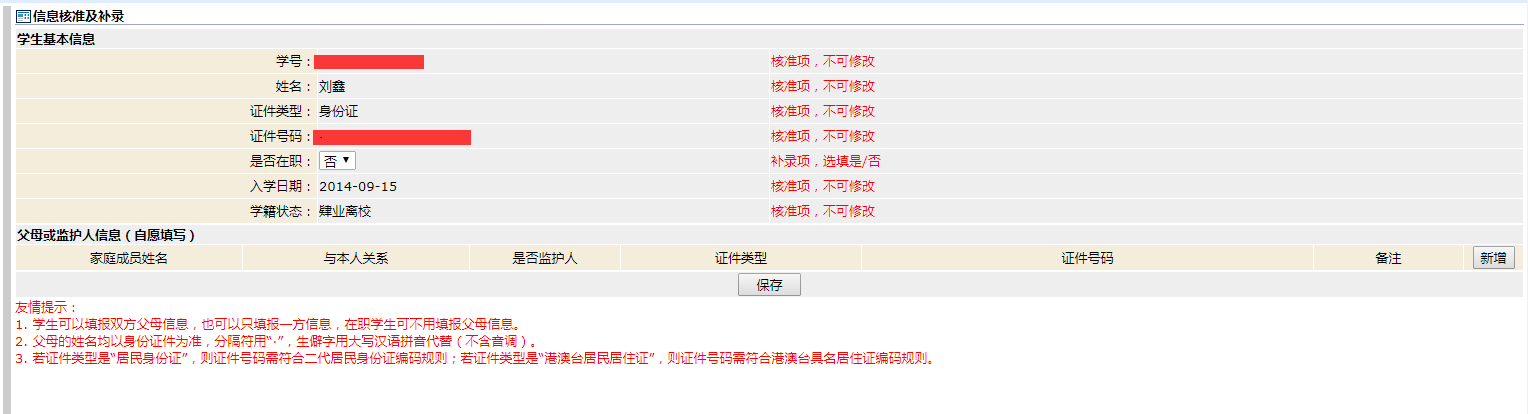 信息核准及补录
学生基本信息
学号： 核准项，不可修改
姓名： 刘鑫 核准项，不可修改
证件类型： 身份证 核准项，不可修改
证件号码： 核准项，不可修改
是否在职： 否 补录项，选填是/否
入学日期： 2014-09-15 核准项，不可修改
学籍状态： 肄业离校 核准项，不可修改
父母或监护人信息（自愿填写）
家庭成员姓名 与本人关系 是否监护人 证件类型 证件号码 备注 新增
保存
友情提示：
1. 学生可以填报双方父母信息，也可以只填报一方信息，在职学生可不用填报父母信息。
2. 父母的姓名均以身份证件为准，分隔符用“·”，生僻字用大写汉语拼音代替（不含音调）。
3. 若证件类型是“居民身份证”，则证件号码需符合二代居民身份证编码规则；若证件类型是“港澳台居民居住证”，则证件号码需符合港澳台具名居住证编码规则。